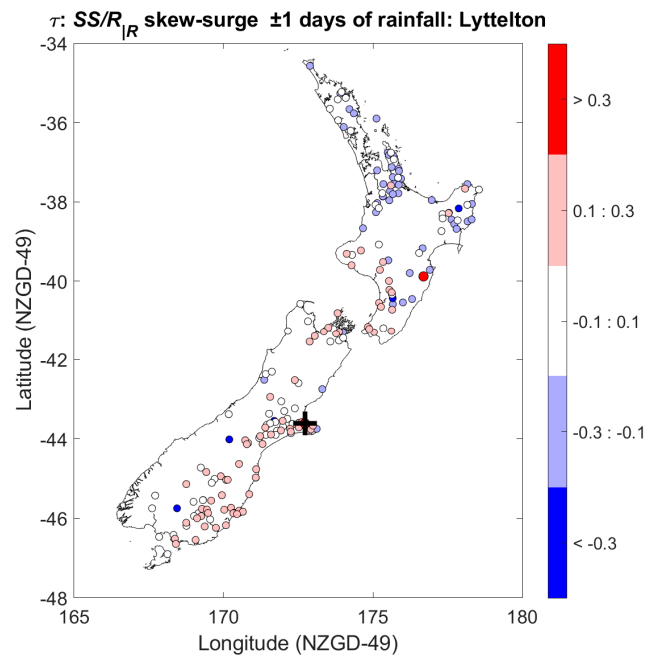 τ: SS/R|R skew-surge ±1 days of rainfall: Lyttelton
-34
-36
-38
-40
-42
-44
-46
-48
165
170
175
180
Latitude (NZGD-49)
Longitude (NZGD-49)
> 0.3
0.1 : 0.3
-0.1 : 0.1
-0.3 : -0.1
< -0.3